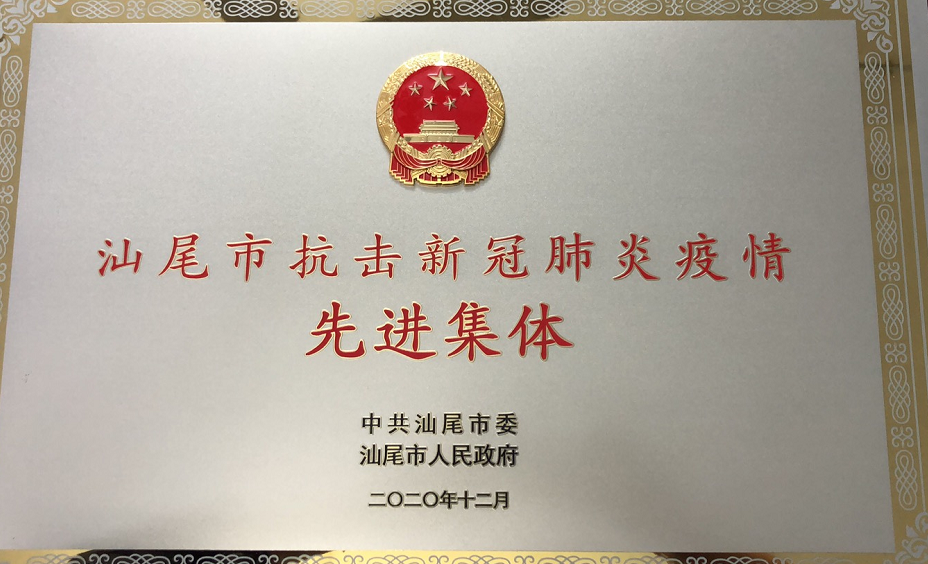 汕尾市抗击新冠肺炎疫情
先进集体
中共汕尾市委
汕尾市人民政府
二〇二〇年十二月